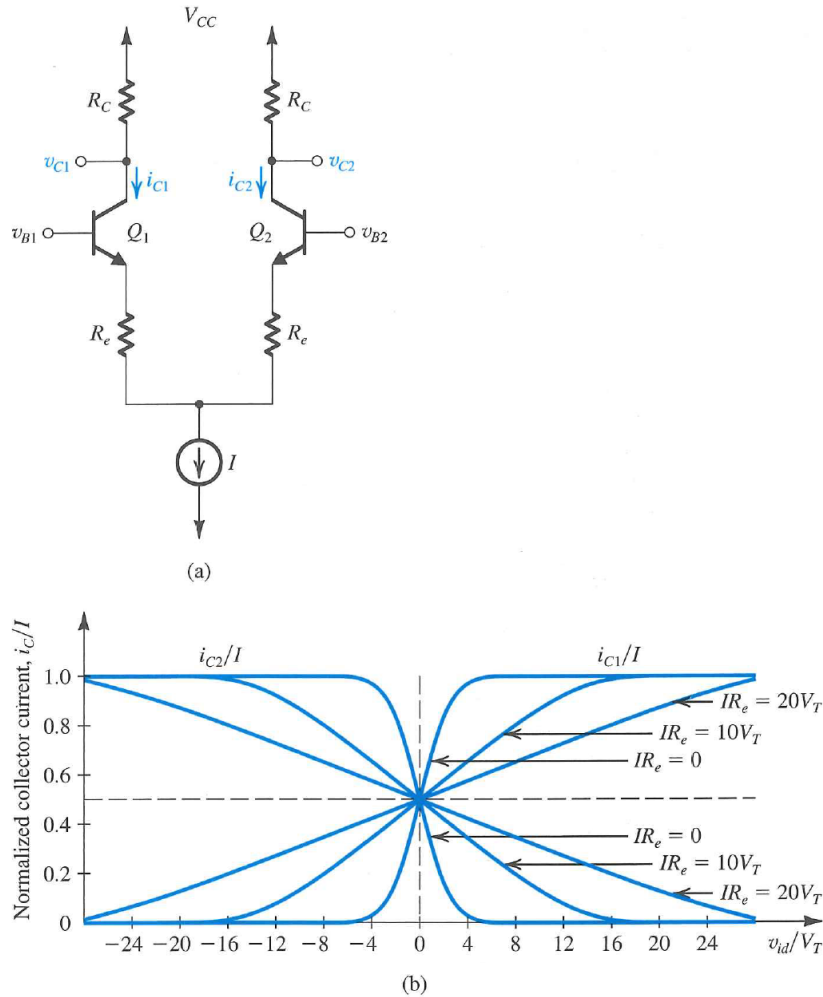 V_CC
R_C R_C
v_C1 v_C2
i_C1 i_C2
v_B1 Q_1 Q_2 v_B2
R_e R_e
I
(a)
Normalized collector current, i_C/I
i_C2/I i_C1/I
1.0
0.8
0.6
0.4
0.2
0
IR_e = 20V_T
IR_e = 10V_T
IR_e = 0
IR_e = 0
IR_e = 10V_T
IR_e = 20V_T
−24 −20 −16 −12 −8 −4 0 4 8 12 16 20 24 v_id/V_T
(b)